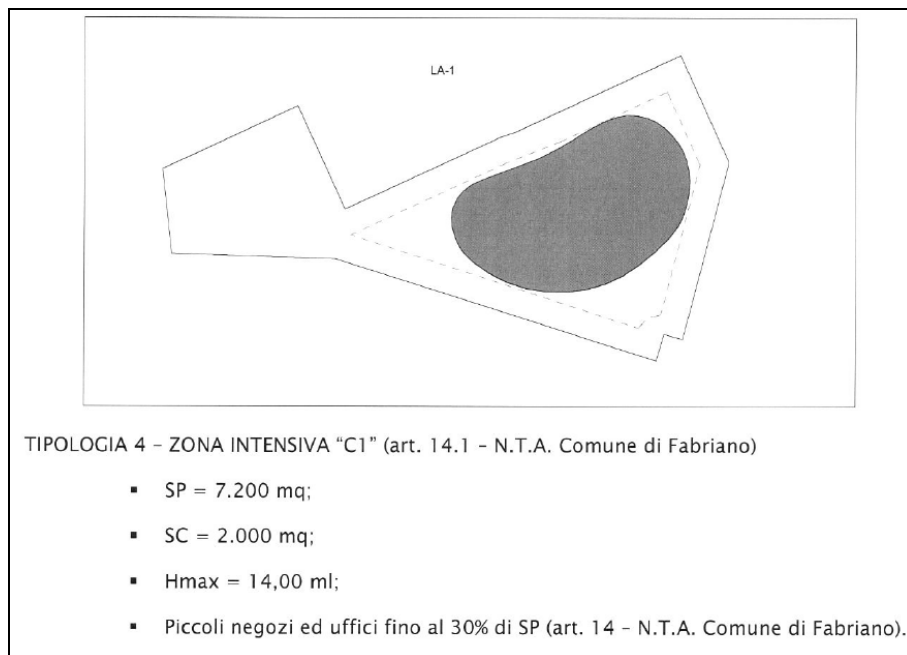 LA-1
TIPOLOGIA 4 – ZONA INTENSIVA “C1” (art. 14.1 – N.T.A. Comune di Fabriano)
▪ SP = 7.200 mq;
▪ SC = 2.000 mq;
▪ Hmax = 14,00 ml;
▪ Piccoli negozi ed uffici fino al 30% di SP (art. 14 – N.T.A. Comune di Fabriano).